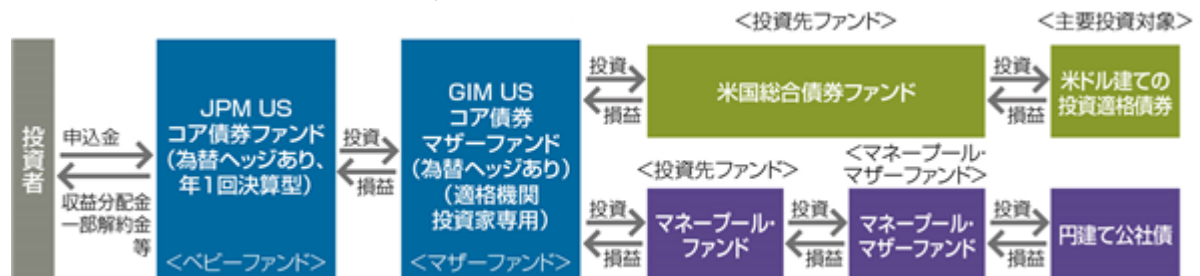 <投資先ファンド>
<主要投資対象>
投資者
申込金
収益分配金
一部解約金
等
JPM US
コア債券ファンド
(為替ヘッジあり、
年1回決算型)
<ベビーファンド>
投資
損益
GIM US
コア債券
マザーファンド
(為替ヘッジあり)
(適格機関
投資家専用)
<マザーファンド>
投資
損益
米国総合債券ファンド
投資
損益
米ドル建ての
投資適格債券
<投資先ファンド>
<マネープール・
マザーファンド>
投資
損益
マネープール・
ファンド
投資
損益
マネープール・
マザーファンド
投資
損益
円建て公社債